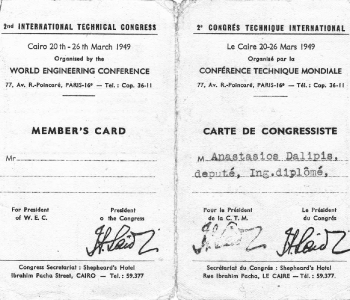 2nd INTERNATIONAL TECHNICAL CONGRESS
Cairo 20th - 26th March 1949
Organised by the
WORLD ENGINEERING CONFERENCE
77, Av. R.-Poincaré, PARIS-16e — Tél : Cop. 36-11
MEMBER'S CARD
Mr
For President
of W. E. C.
President
o the Congress
Congress Secretariat : Shepheard's Hotel
Ibrahim Pacha Street, CAIRO — Tel : 59.377
2e CONGRÈS TECHNIQUE INTERNATIONAL
Le Caire 20-26 Mars 1949
Organisé par la
CONFÉRENCE TECHNIQUE MONDIALE
77, Av. R.-Poincaré, PARIS-16e — Tél. : Cop. 36-11
CARTE DE CONGRESSISTE
M. Anastasios Dalipis,
deputé, Ing.diplômé,
Pour le Président
de la C. T. M.
Le Président
du Congrès
Secrétariat du Congrès : Shepheard's Hotel
Rue Ibrahim Pacha, LE CAIRE — Tel. : 59.377